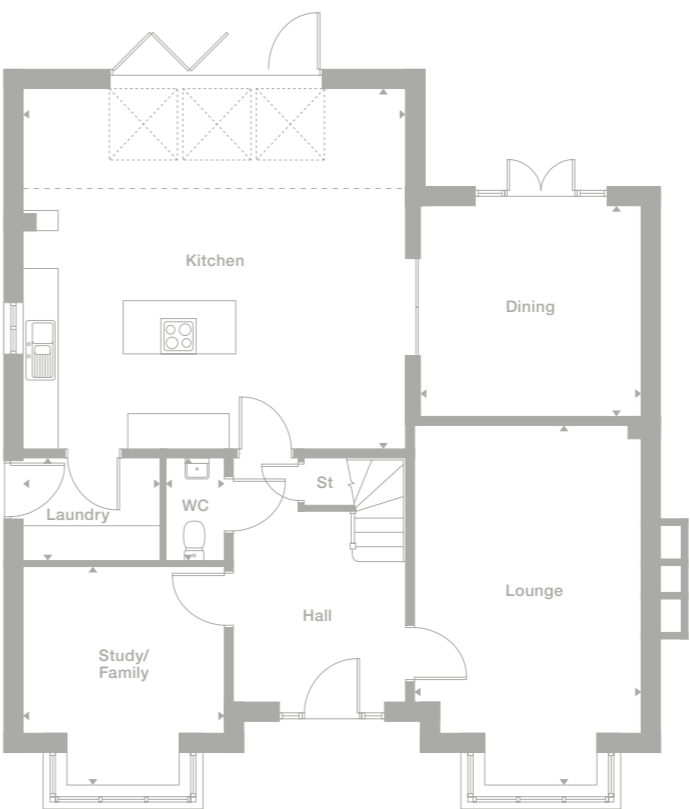 Kitchen
Dining
St
WC
Laundry
Lounge
Hall
Study/
Family